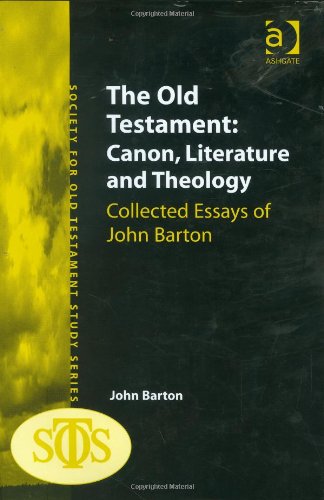 a
ASHGATE
SOCIETY FOR OLD TESTAMENT STUDY SERIES
The Old
Testament:
Canon, Literature
and Theology
Collected Essays of
John Barton
John Barton
SOTS